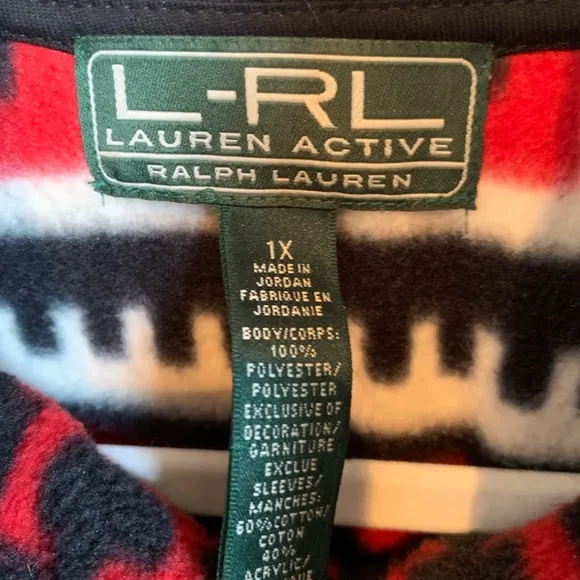 L-RL
LAUREN ACTIVE
RALPH LAUREN
1X
MADE IN
JORDAN
FABRIQUE EN
JORDANIE
BODY/CORPS:
100%
POLYESTER/
POLYESTER
EXCLUSIVE OF
DECORATION/
GARNITURE
EXCLUE
SLEEVES/
MANCHES:
60%COTTON/
COTON
40%
ACRYLIC/